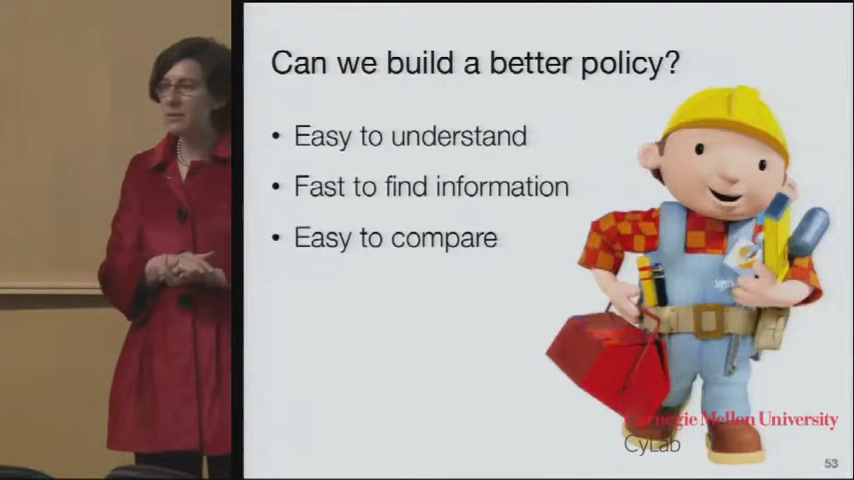 Can we build a better policy?
• Easy to understand
• Fast to find information
• Easy to compare
Carnegie Mellon University
CyLab
53